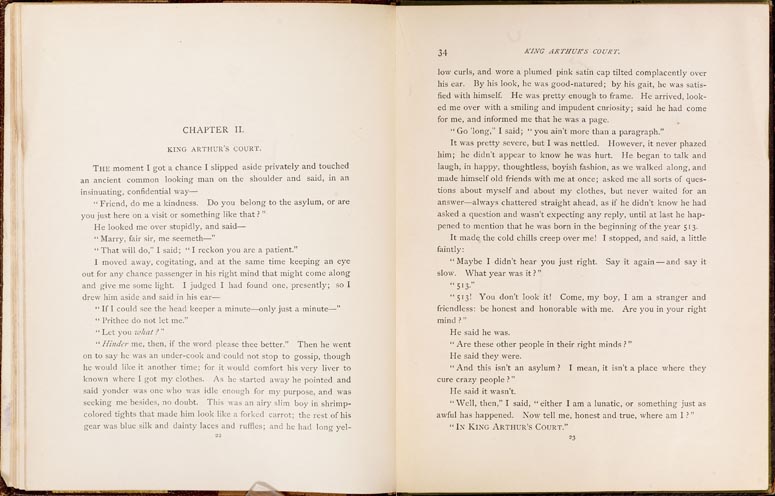 CHAPTER II.
KING ARTHUR'S COURT.
THE moment I got a chance I slipped aside privately and touched
an ancient common looking man on the shoulder and said, in an
insinuating, confidential way—
"Friend, do me a kindness. Do you belong to the asylum, or are
you just here on a visit or something like that?"
He looked me over stupidly, and said—
"Marry, fair sir, me seemeth—"
"That will do," I said; "I reckon you are a patient."
I moved away, cogitating, and at the same time keeping an eye
out for any chance passenger in his right mind that might come along
and give me some light. I judged I had found one, presently; so I
drew him aside and said in his ear—
"If I could see the head keeper a minute—only just a minute—"
"Prithee do not let me."
"Let you what?"
"Hinder me, then, if the word please thee better." Then he went
on to say he was an under-cook and could not stop to gossip, though
he would like it another time; for it would comfort his very liver to
known where I got my clothes. As he started away he pointed and
said yonder was one who was idle enough for my purpose, and was
seeking me besides, no doubt. This was an airy slim boy in shrimp-
colored tights that made him look like a forked carrot; the rest of his
gear was blue silk and dainty laces and ruffles; and he had long yel-
22
34 KING ARTHUR'S COURT.
low curls, and wore a plumed pink satin cap tilted complacently over
his ear. By his look, he was good-natured; by his gait, he was satis-
fied with himself. He was pretty enough to frame. He arrived, look-
ed me over with a smiling and impudent curiosity; said he had come
for me, and informed me that he was a page.
"Go 'long," I said; "you ain't more than a paragraph."
It was pretty severe, but I was nettled. However, it never phazed
him; he didn't appear to know he was hurt. He began to talk and
laugh, in happy, thoughtless, boyish fashion, as we walked along, and
made himself old friends with me at once; asked me all sorts of ques-
tions about myself and about my clothes, but never waited for an
answer—always chattered straight ahead, as if he didn't know he had
asked a question and wasn't expecting any reply, until at last he hap-
pened to mention that he was born in the beginning of the year 513.
It made the cold chills creep over me! I stopped, and said, a little
faintly:
"Maybe I didn't hear you just right. Say it again—and say it
slow. What year was it?"
"513."
"513! You don't look it! Come, my boy, I am a stranger and
friendless: be honest and honorable with me. Are you in your right
mind?"
He said he was.
"Are these other people in their right minds?"
He said they were.
"And this isn't an asylum? I mean, it isn't a place where they
cure crazy people?"
He said it wasn't.
"Well, then," I said, "either I am a lunatic, or something just as
awful has happened. Now tell me, honest and true, where am I?"
"IN KING ARTHUR'S COURT."
23